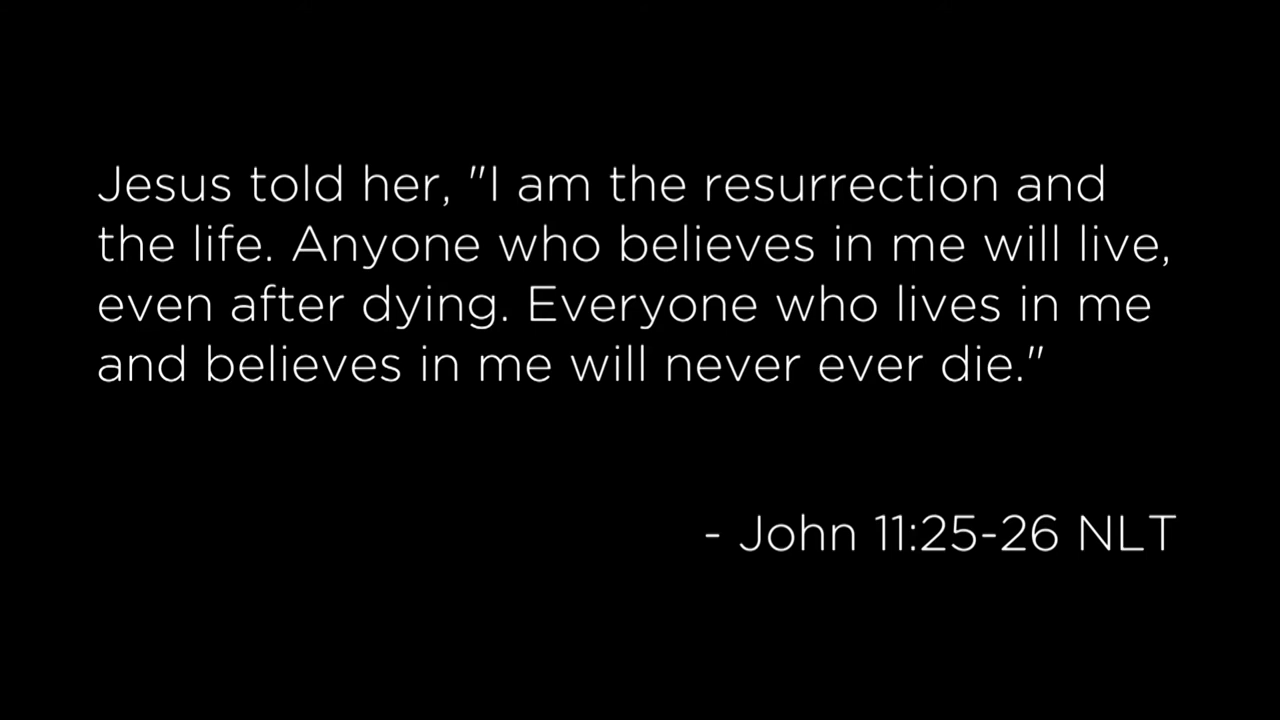 Jesus told her, "I am the resurrection and
the life. Anyone who believes in me will live,
even after dying. Everyone who lives in me
and believes in me will never ever die."
- John 11:25-26 NLT